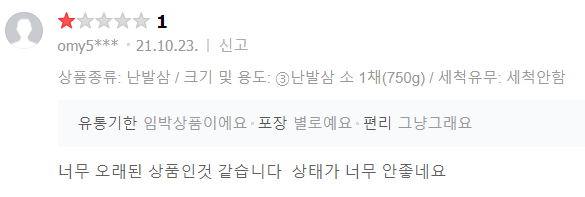 1
omy5*** · 21.10.23. | 신고
상품종류: 난발삼 / 크기 및 용도: ③난발삼 소 1채(750g) / 세척유무: 세척안함
유통기한 임박상품이에요 · 포장 별로예요 · 편리 그냥그래요
너무 오래된 상품인것 같습니다 상태가 너무 안좋네요